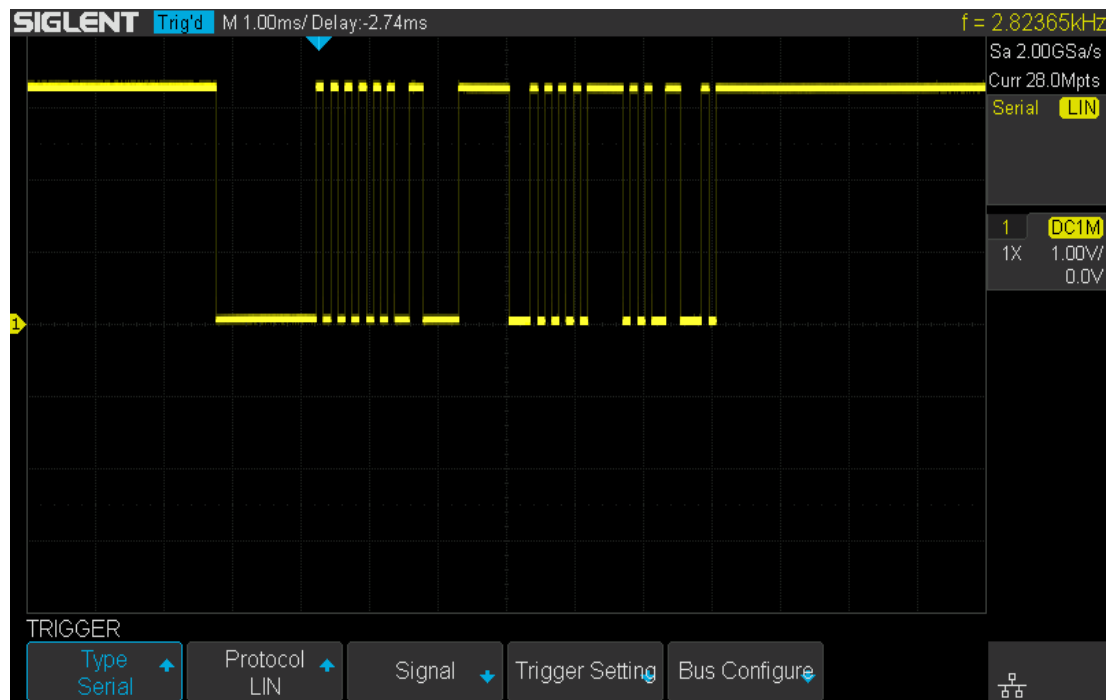 SIGLENT Trig'd M 1.00ms/ Delay:-2.74ms f = 2.82365kHz
Sa 2.00GSa/s
Curr 28.0Mpts
Serial LIN
1 DC1M
1X 1.00V/
0.0V
1
TRIGGER
Type Serial
Protocol LIN
Signal
Trigger Setting
Bus Configure